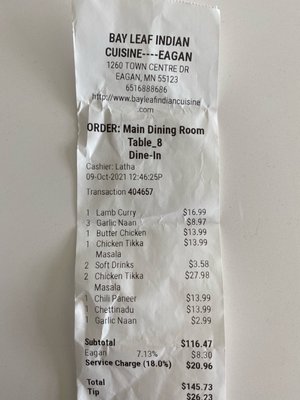 BAY LEAF INDIAN
CUISINE----EAGAN
1260 TOWN CENTRE DR
EAGAN, MN 55123
6516888686
http://www.bayleafindiancuisine
.com
ORDER: Main Dining Room
Table_8
Dine-In
Cashier: Latha
09-Oct-2021 12:46:25P
Transaction 404657
1 Lamb Curry $16.99
3 Garlic Naan $8.97
1 Butter Chicken $13.99
1 Chicken Tikka $13.99
Masala
2 Soft Drinks $3.58
2 Chicken Tikka $27.98
Masala
1 Chili Paneer $13.99
1 Chettinadu $13.99
1 Garlic Naan $2.99
Subtotal $116.47
Eagan 7.13% $8.30
Service Charge (18.0%) $20.96
Total $145.73
Tip $26.23